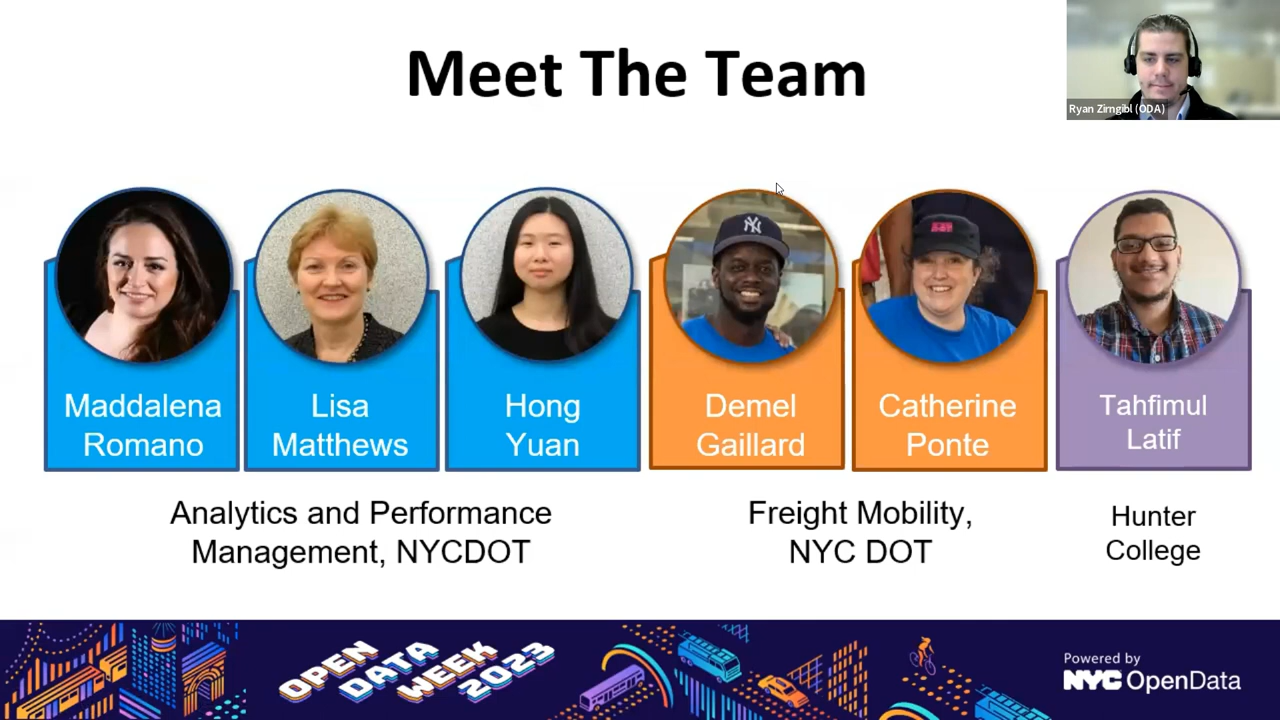 Meet The Team
Ryan Zirngibl (ODA)
Maddalena
Romano
Lisa
Matthews
Hong
Yuan
Demel
Gaillard
Catherine
Ponte
Tahfimul
Latif
Analytics and Performance
Management, NYCDOT
Freight Mobility,
NYC DOT
Hunter
College
OPEN
DATA
WEEK
2023
Powered by
NYC OpenData